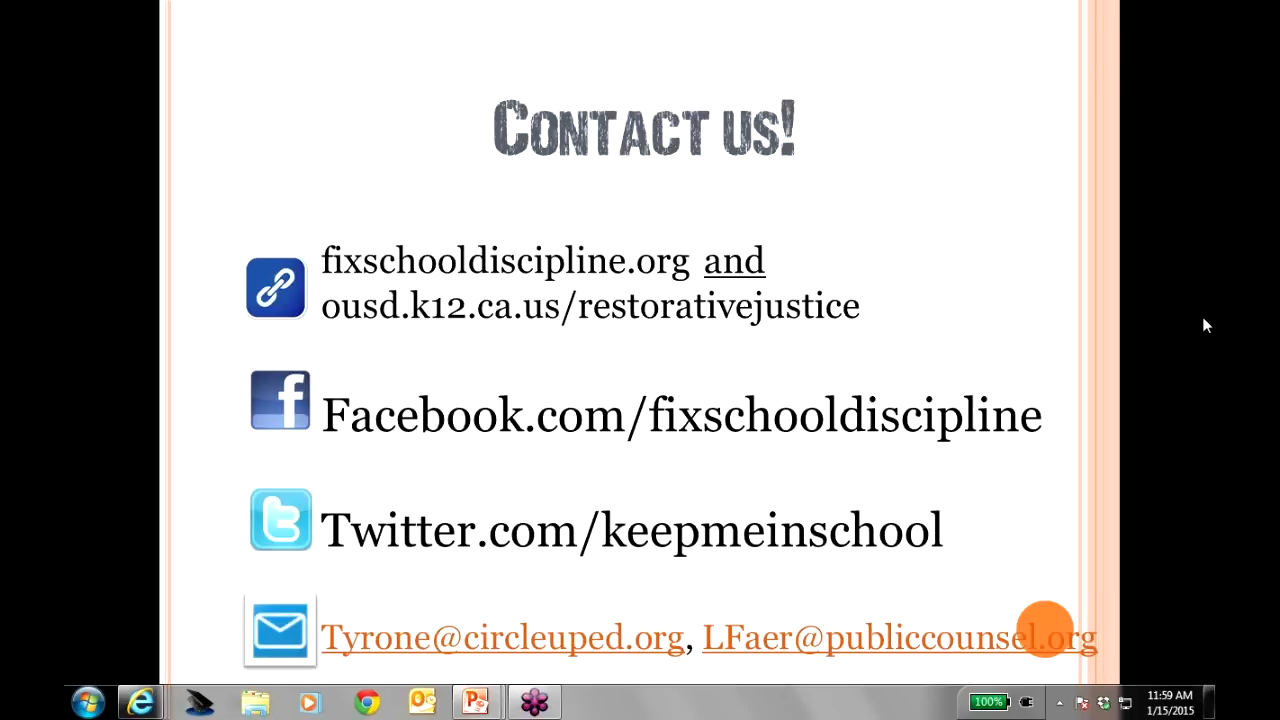 Contact us!
fixschooldiscipline.org and
ousd.k12.ca.us/restorativejustice
Facebook.com/fixschooldiscipline
Twitter.com/keepmeinschool
Tyrone@circleuped.org, LFaer@publiccounsel.org
100%
11:59 AM
1/15/2015